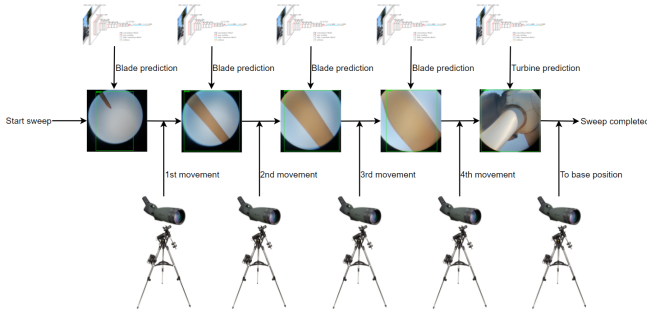 Blade prediction
Blade prediction
Blade prediction
Blade prediction
Turbine prediction
Start sweep
Sweep completed
1st movement
2nd movement
3rd movement
4th movement
To base position